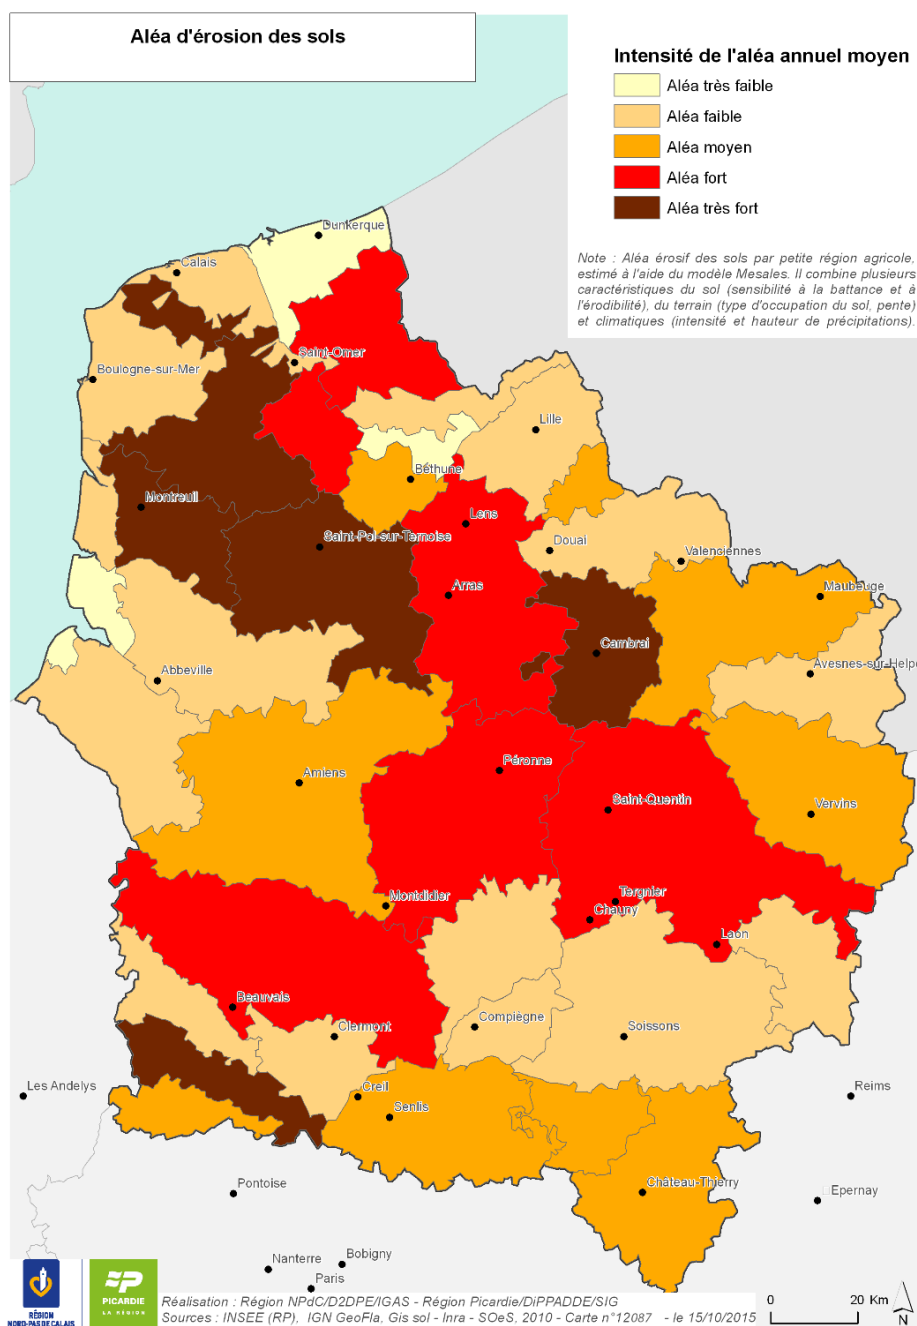 Aléa d'érosion des sols
Intensité de l'aléa annuel moyen
Aléa très faible
Aléa faible
Aléa moyen
Aléa fort
Aléa très fort
Note : Aléa érosif des sols par petite région agricole,
estimé à l'aide du modèle Mesales. Il combine plusieurs
caractéristiques du sol (sensibilité à la battance et à
l'érodibilité), du terrain (type d'occupation du sol, pente)
et climatiques (intensité et hauteur de précipitations).
Dunkerque
Calais
Saint-Omer
Boulogne-sur-Mer
Lille
Béthune
Montreuil
Lens
Saint-Pol-sur-Ternoise
Douai
Valenciennes
Arras
Maubeuge
Cambrai
Avesnes-sur-Helpe
Abbeville
Péronne
Amiens
Saint-Quentin
Vervins
Montdidier
Tergnier
Chauny
Laon
Beauvais
Compiègne
Clermont
Soissons
Les Andelys
Creil
Reims
Senlis
Château-Thierry
Pontoise
Epernay
Nanterre
Bobigny
Paris
RÉGION
NORD-PAS DE CALAIS
PICARDIE
LA RÉGION
Réalisation : Région NPdC/D2DPE/IGAS - Région Picardie/DiPPADDE/SIG
Sources : INSEE (RP), IGN GeoFla, Gis sol - Inra - SOeS, 2010 - Carte n°12087 - le 15/10/2015
0 20 Km
N